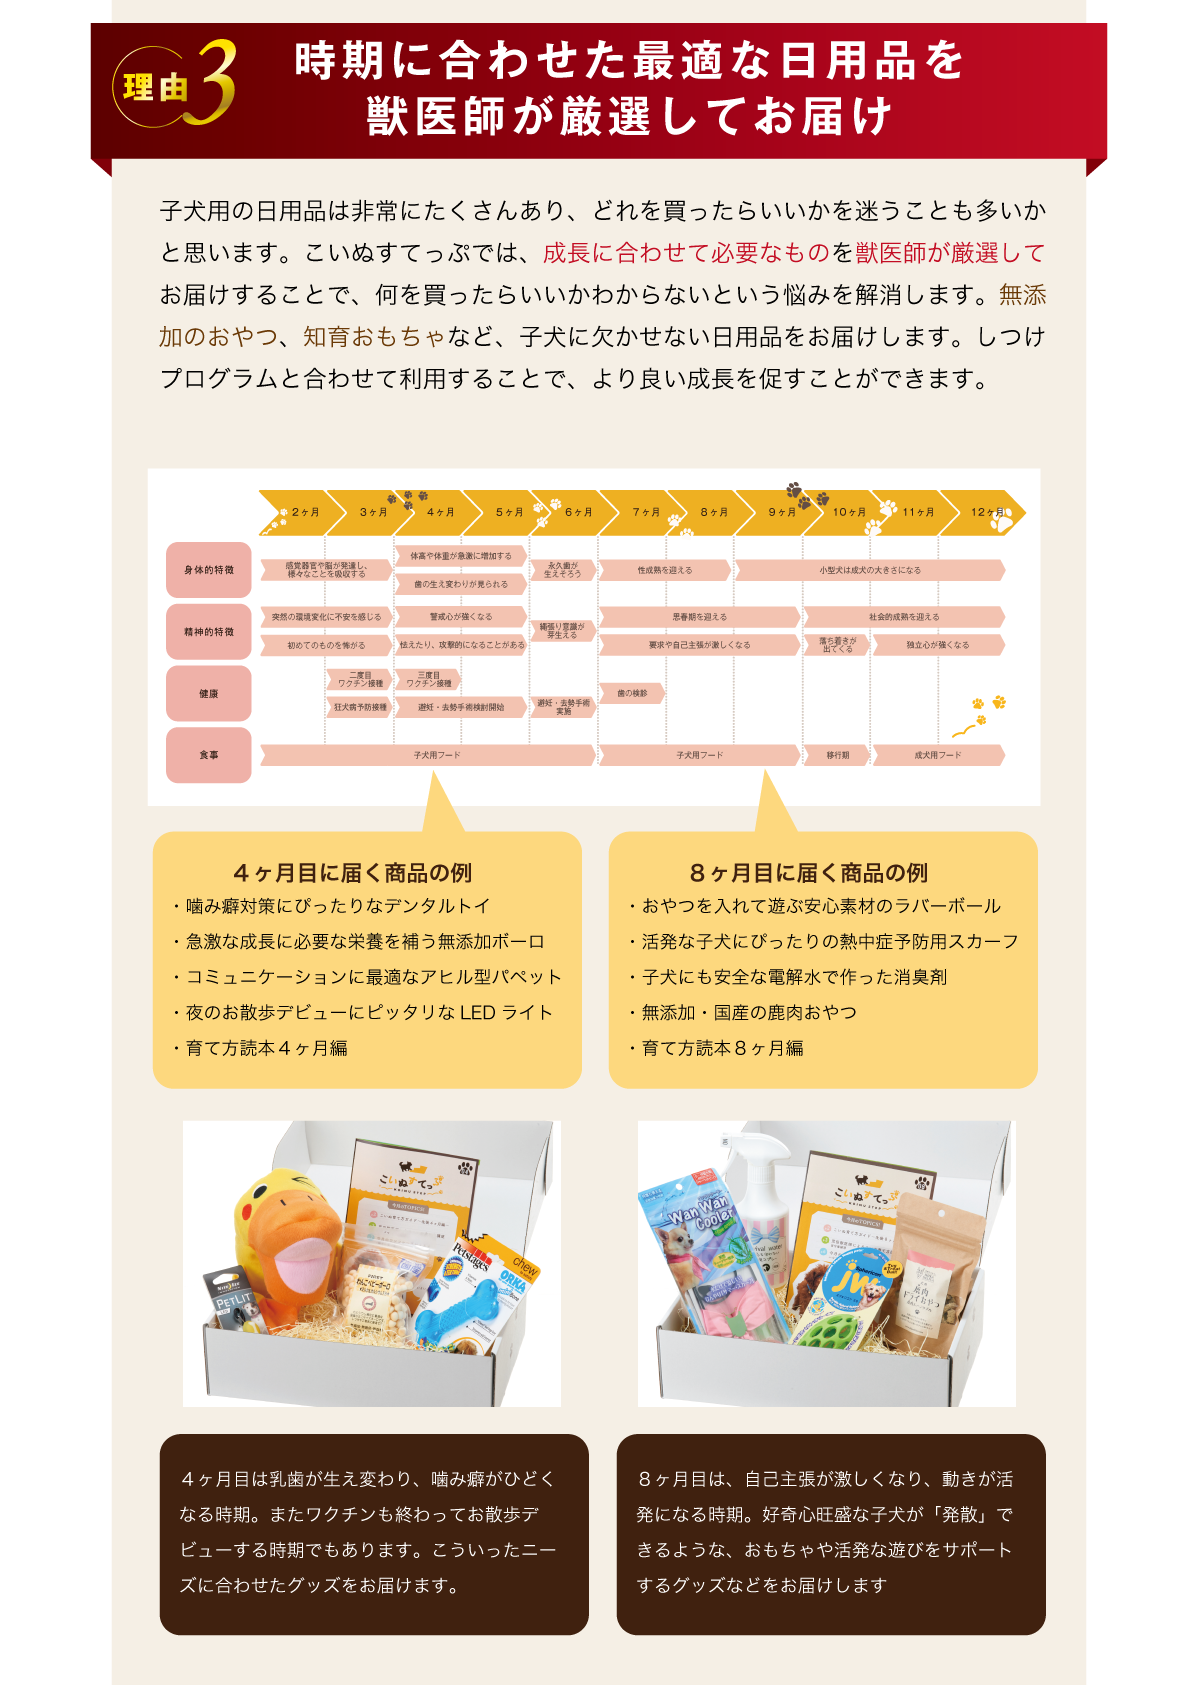 理由3
時期に合わせた最適な日用品を
獣医師が厳選してお届け
子犬用の日用品は非常にたくさんあり、どれを買ったらいいかを迷うことも多いか
と思います。こいぬすてっぷでは、成長に合わせて必要なものを獣医師が厳選して
お届けすることで、何を買ったらいいかわからないという悩みを解消します。無添
加のおやつ、知育おもちゃなど、子犬に欠かせない日用品をお届けします。しつけ
プログラムと合わせて利用することで、より良い成長を促すことができます。
2ヶ月 3ヶ月 4ヶ月 5ヶ月 6ヶ月 7ヶ月 8ヶ月 9ヶ月 10ヶ月 11ヶ月 12ヶ月
身体的特徴
感覚器官や脳が発達し、
様々なことを吸収する
体高や体重が急激に増加する
歯の生え変わりが見られる
永久歯が
生えそろう
性成熟を迎える
小型犬は成犬の大きさになる
精神的特徴
突然の環境変化に不安を感じる
初めてのものを怖がる
警戒心が強くなる
怯えたり、攻撃的になることがある
縄張り意識が
芽生える
思春期を迎える
要求や自己主張が激しくなる
社会的成熟を迎える
落ち着きが
出てくる
独立心が強くなる
健康
二度目
ワクチン接種
三度目
ワクチン接種
狂犬病予防接種
避妊・去勢手術検討開始
避妊・去勢手術
実施
歯の検診
食事
子犬用フード
子犬用フード
移行期
成犬用フード
4ヶ月目に届く商品の例
・噛み癖対策にぴったりなデンタルトイ
・急激な成長に必要な栄養を補う無添加ボーロ
・コミュニケーションに最適なアヒル型パペット
・夜のお散歩デビューにピッタリな LED ライト
・育て方読本４ヶ月編
8ヶ月目に届く商品の例
・おやつを入れて遊ぶ安心素材のラバーボール
・活発な子犬にぴったりの熱中症予防用スカーフ
・子犬にも安全な電解水で作った消臭剤
・無添加・国産の鹿肉おやつ
・育て方読本８ヶ月編
こいぬすてっぷ
Petstages
chew
ORKA
PETLIT
こいぬすてっぷ
Wan Wan
Cooler
JW
鹿肉
ドライおやつ
４ヶ月目は乳歯が生え変わり、噛み癖がひどく
なる時期。またワクチンも終わってお散歩デ
ビューする時期でもあります。こういったニー
ズに合わせたグッズをお届けます。
８ヶ月目は、自己主張が激しくなり、動きが活
発になる時期。好奇心旺盛な子犬が「発散」で
きるような、おもちゃや活発な遊びをサポート
するグッズなどをお届けします